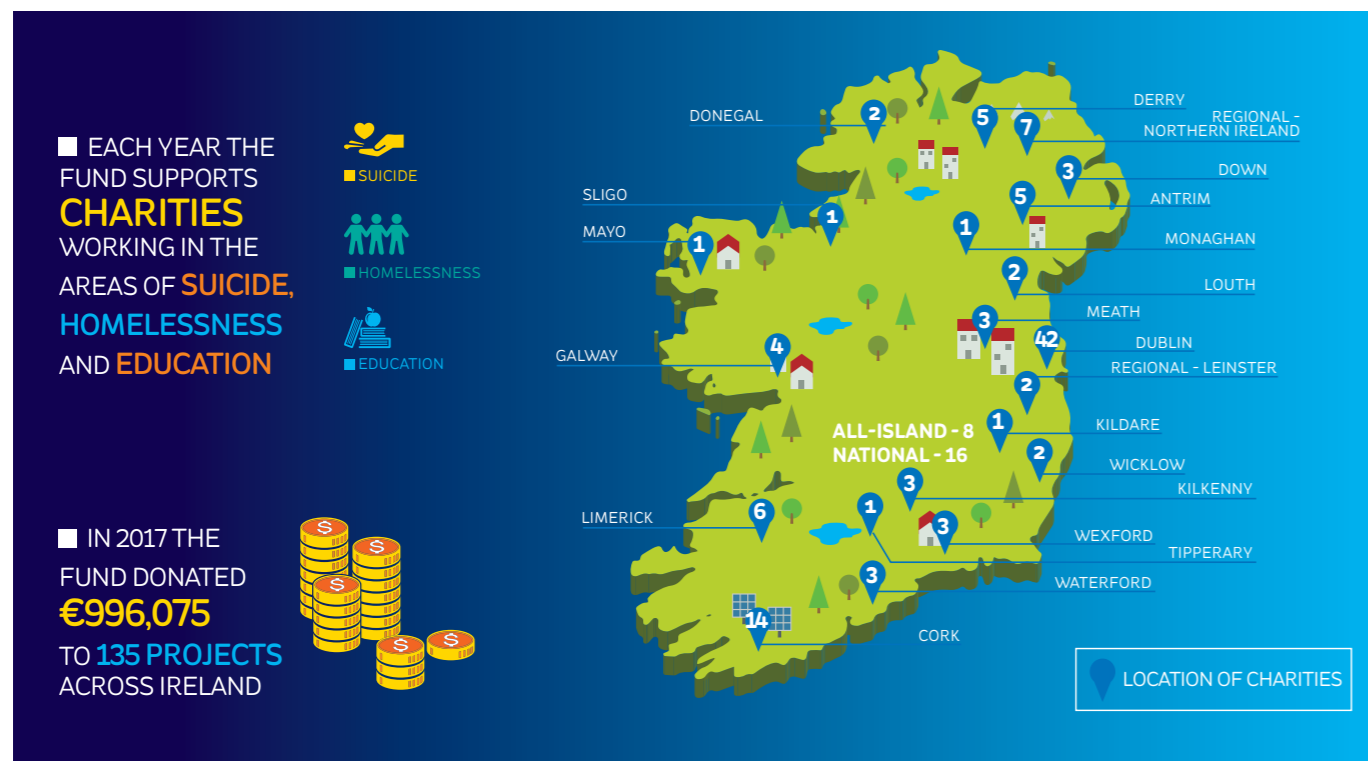 EACH YEAR THE
FUND SUPPORTS
CHARITIES
WORKING IN THE
AREAS OF SUICIDE,
HOMELESSNESS
AND EDUCATION
SUICIDE
HOMELESSNESS
EDUCATION
IN 2017 THE
FUND DONATED
€996,075
TO 135 PROJECTS
ACROSS IRELAND
$
$
$
$
$
DONEGAL
2
SLIGO
1
MAYO
1
GALWAY
4
LIMERICK
6
DERRY
5
REGIONAL -
NORTHERN IRELAND
7
DOWN
3
ANTRIM
5
MONAGHAN
1
LOUTH
2
MEATH
3
DUBLIN
42
REGIONAL - LEINSTER
2
KILDARE
1
WICKLOW
2
KILKENNY
3
WEXFORD
3
TIPPERARY
1
WATERFORD
3
CORK
14
ALL-ISLAND - 8
NATIONAL - 16
LOCATION OF CHARITIES